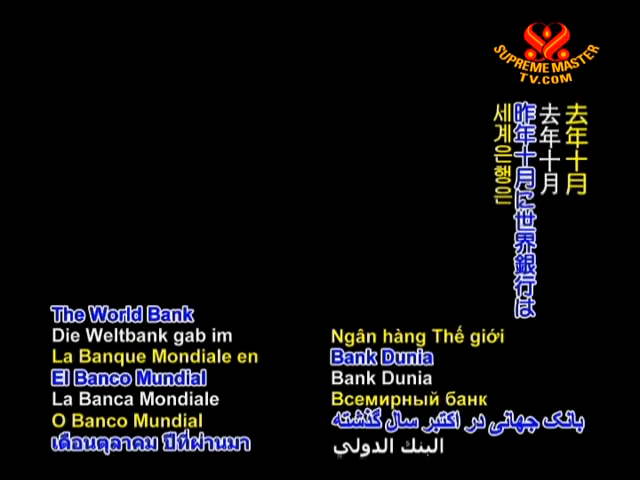 SUPREME MASTER
TV.COM
去年十月
去年十月
昨年十月に世界銀行は
세계은행은
The World Bank
Die Weltbank gab im
La Banque Mondiale en
El Banco Mundial
La Banca Mondiale
O Banco Mundial
เดือนตุลาคม ปีที่ผ่านมา
Ngân hàng Thế giới
Bank Dunia
Bank Dunia
Всемирный банк
بانک جهانی در اکتبر سال گذشته
البنك الدولي